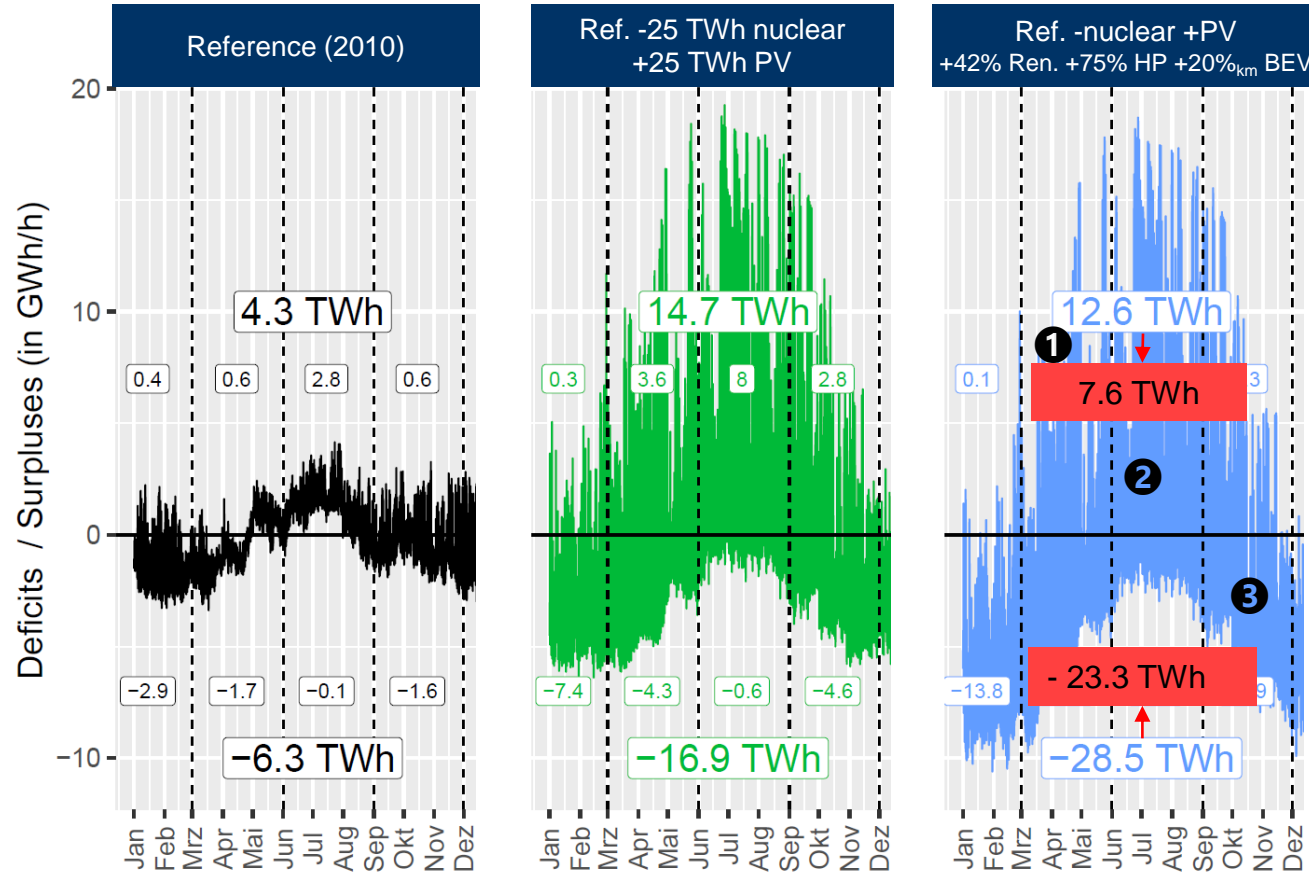 Reference (2010)
Ref. -25 TWh nuclear
+25 TWh PV
Ref. -nuclear +PV
+42% Ren. +75% HP +20%km BEV
Deficits / Surpluses (in GWh/h)
20
10
0
−10
4.3 TWh
0.4 0.6 2.8 0.6
−2.9 −1.7 −0.1 −1.6
−6.3 TWh
Jan Feb Mrz Apr Mai Jun Jul Aug Sep Okt Nov Dez
14.7 TWh
0.3 3.6 8 2.8
−7.4 −4.3 −0.6 −4.6
−16.9 TWh
Jan Feb Mrz Apr Mai Jun Jul Aug Sep Okt Nov Dez
12.6 TWh
1
0.1 3
7.6 TWh
2
3
−13.8 9
- 23.3 TWh
−28.5 TWh
Jan Feb Mrz Apr Mai Jun Jul Aug Sep Okt Nov Dez